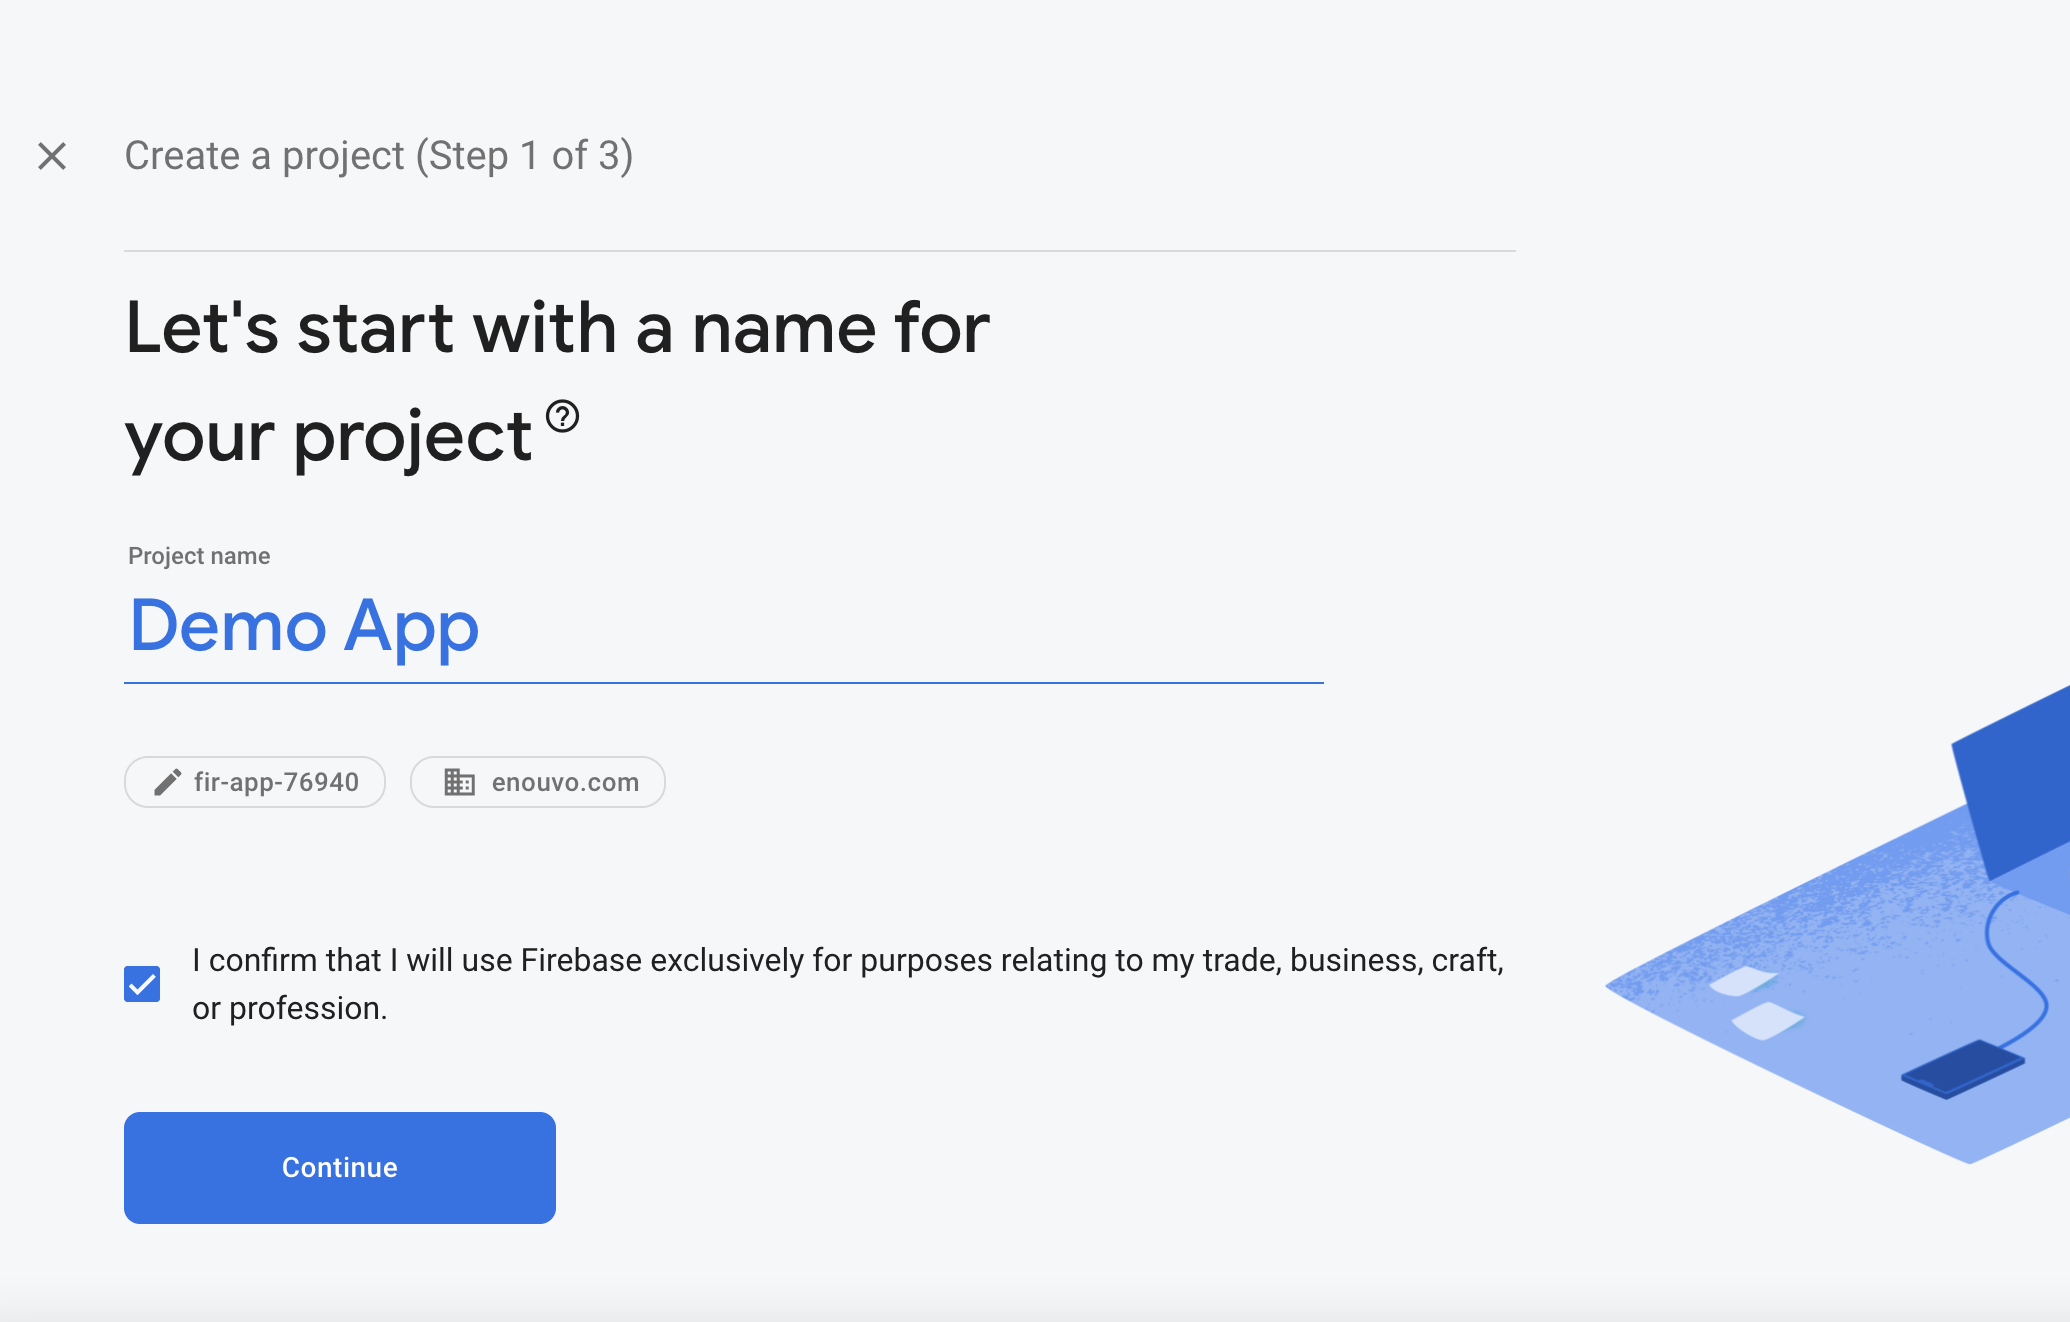 Create a project (Step 1 of 3)
Let's start with a name for
your project
Project name
Demo App
fir-app-76940
enouvo.com
I confirm that I will use Firebase exclusively for purposes relating to my trade, business, craft,
or profession.
Continue